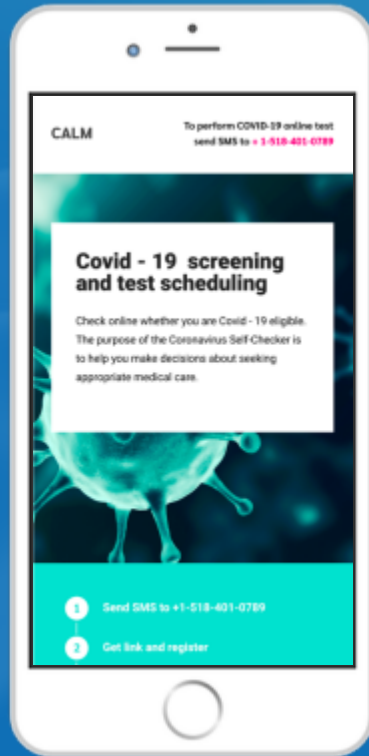 CALM
To perform COVID-19 online test
send SMS to + 1-518-401-0789
Covid - 19 screening
and test scheduling
Check online whether you are Covid - 19 eligible.
The purpose of the Coronavirus Self-Checker is
to help you make decisions about seeking
appropriate medical care.
1 Send SMS to +1-518-401-0789
2 Get link and register